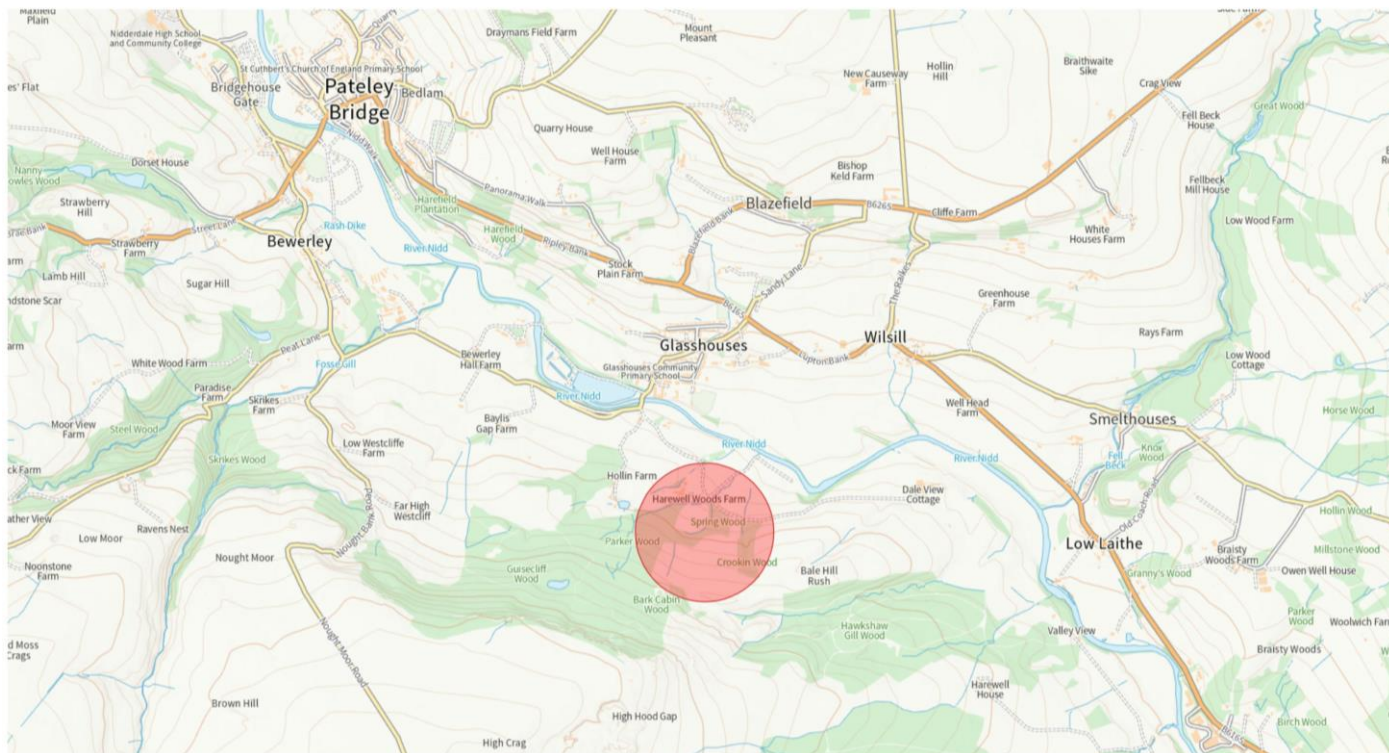 Plain
Nidderdale High School
and Community College
Quarry
Draymans Field Farm
Mount
Pleasant
St Cuthbert's Church of England Primary School
Bridgehouse
Gate
Pateley
Bridge
Bedlam
es' Flat
New Causeway
Farm
Hollin
Hill
Braithwaite
Sike
Crag View
Great Wood
Fell Beck
House
Quarry House
Well House
Farm
Bishop
Keld Farm
Nidd Walk
Dorset House
Nanny
owles Wood
Strawberry
Hill
Strawberry
Farm
Street Lane
Bewerley
Rash Dike
River Nidd
Harefield
Plantation
Harefield
Wood
Panorama Walk
Ripley Bank
Stock
Plain Farm
Blazefield Bank
Blazefield
B6265
Cliffe Farm
White
Houses Farm
Fellbeck
Mill House
Low Wood Farm
Lamb Hill
Sugar Hill
ndstone Scar
Sandy Lane
The Raikes
Greenhouse
Farm
Rays Farm
B6165
Glasshouses
Lupton Bank
Wilsill
Glasshouses Community
Primary School
White Wood Farm
Peat Lane
Fosse Gill
Bewerley
Hall Farm
River Nidd
Low Wood
Cottage
Paradise
Farm
Skrikes
Farm
Baylis
Gap Farm
Well Head
Farm
Smelthouses
Horse Wood
Moor View
Farm
Steel Wood
Skrikes Wood
Low Westcliffe
Farm
River Nidd
River Nidd
Fell
Beck
Knox
Wood
ck Farm
Hollin Farm
Harewell Woods Farm
Dale View
Cottage
Old Coach Road
Hollin Wood
ather View
Ravens Nest
Far High
Westcliff
Nought Bank Road
Spring Wood
Low Moor
Nought Moor
Parker Wood
Crookin Wood
Low Laithe
Braisty
Woods Farm
Millstone Wood
Noonstone
Farm
Guisecliff
Wood
Bale Hill
Rush
Granny's Wood
Owen Well House
Bark Cabin
Wood
Hawkshaw
Gill Wood
Valley View
Parker
Wood
Woolwich Farm
d Moss
Crags
Nought Moor Road
Braisty Woods
Brown Hill
High Hood Gap
Harewell
House
Birch Wood
High Crag
B6165